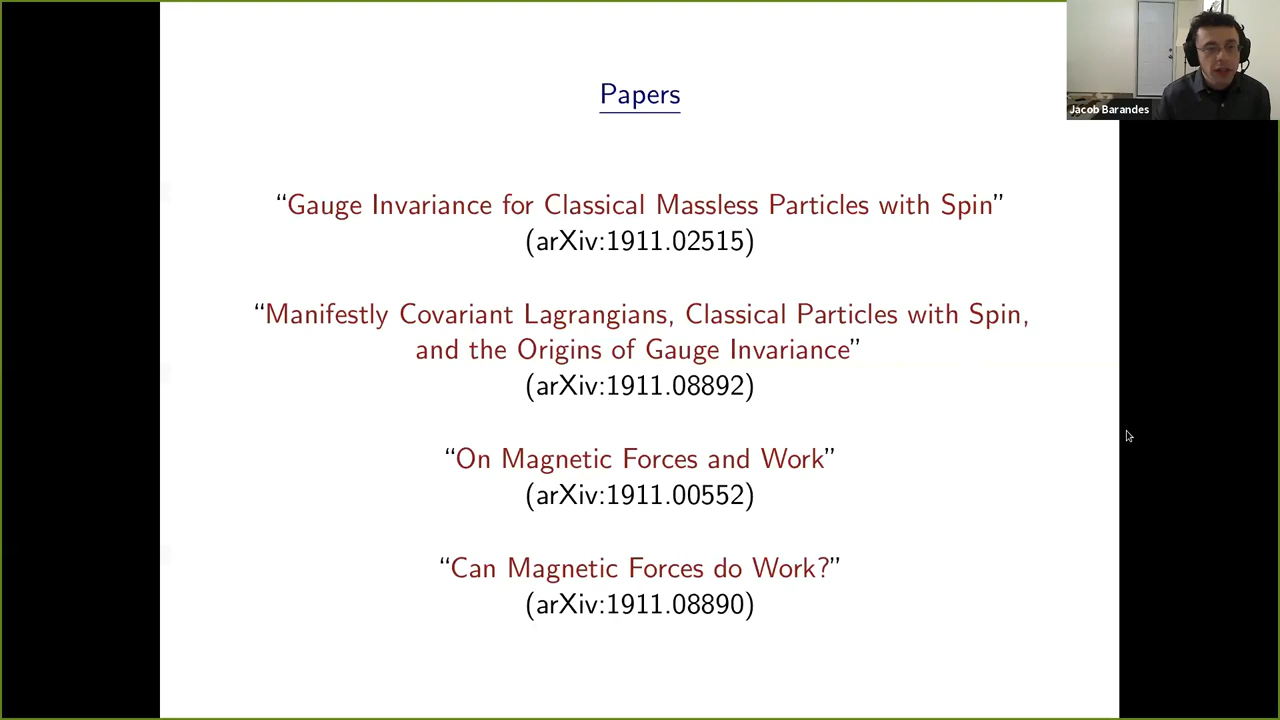 Papers
Jacob Barandes
“Gauge Invariance for Classical Massless Particles with Spin”
(arXiv:1911.02515)
“Manifestly Covariant Lagrangians, Classical Particles with Spin,
and the Origins of Gauge Invariance”
(arXiv:1911.08892)
“On Magnetic Forces and Work”
(arXiv:1911.00552)
“Can Magnetic Forces do Work?”
(arXiv:1911.08890)